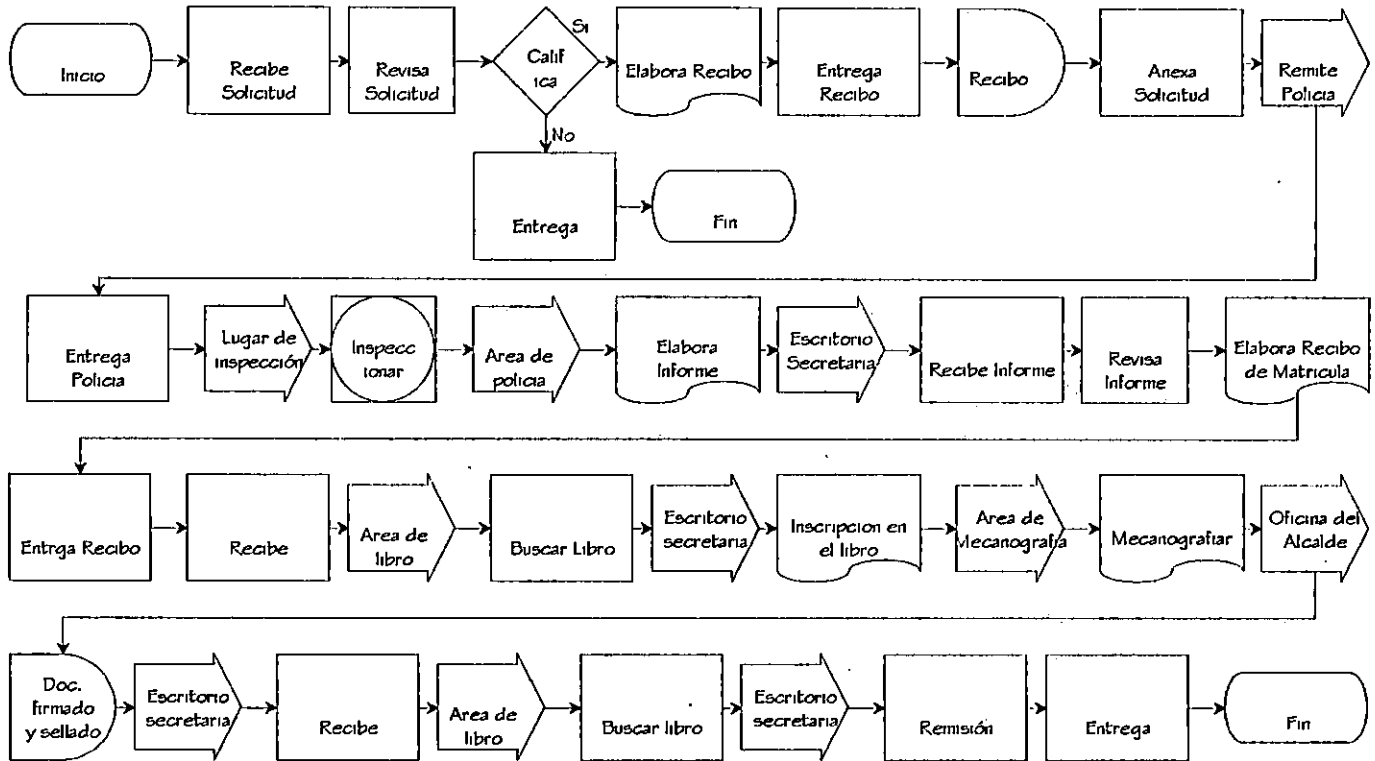 Inicio
Recibe
Solicitud
Revisa
Solicitud
Calif
ica
Si
No
Elabora Recibo
Entrega
Recibo
Recibo
Anexa
Solicitud
Remite
Policia
Entrega
Fin
Entrega
Policia
Lugar de
inspección
Inspecc
ionar
Area de
policia
Elabora
Informe
Escritorio
Secretaria
Recibe Informe
Revisa
Informe
Elabora Recibo
de Matricula
Entrga Recibo
Recibe
Area de
libro
Buscar Libro
Escritorio
secretaria
Inscripcion en
el libro
Area de
Mecanografia
Mecanografiar
Oficina del
Alcalde
Doc.
firmado
y sellado
Escritorio
secretaria
Recibe
Area de
libro
Buscar libro
Escritorio
secretaria
Remisión
Entrega
Fin